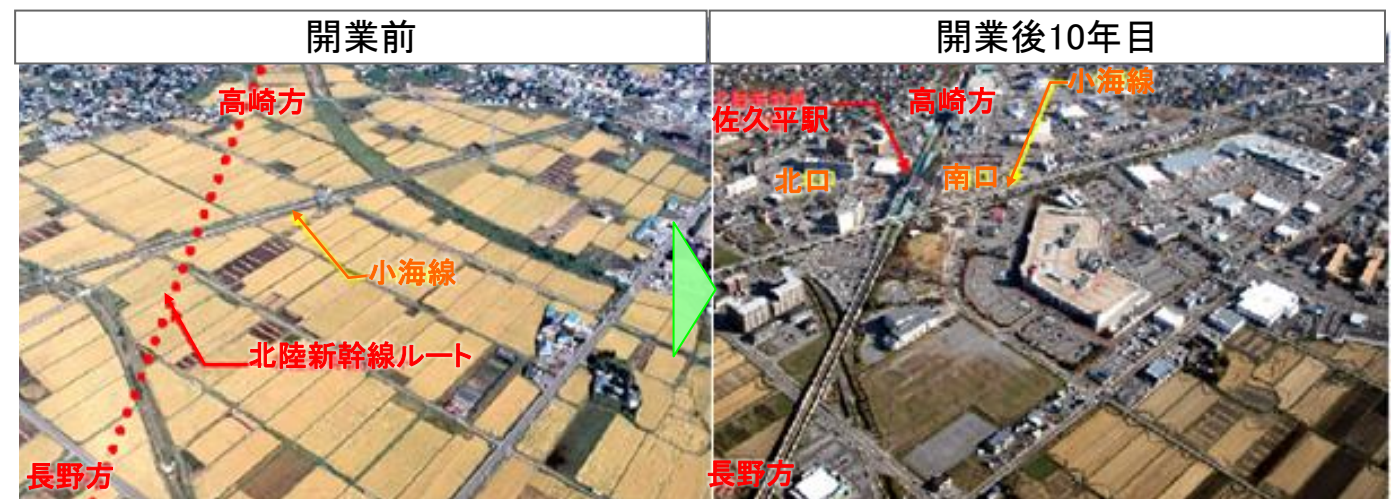 開業前
開業後10年目
高崎方
小海線
北陸新幹線ルート
長野方
小海線
高崎方
佐久平駅
北口
南口
長野方